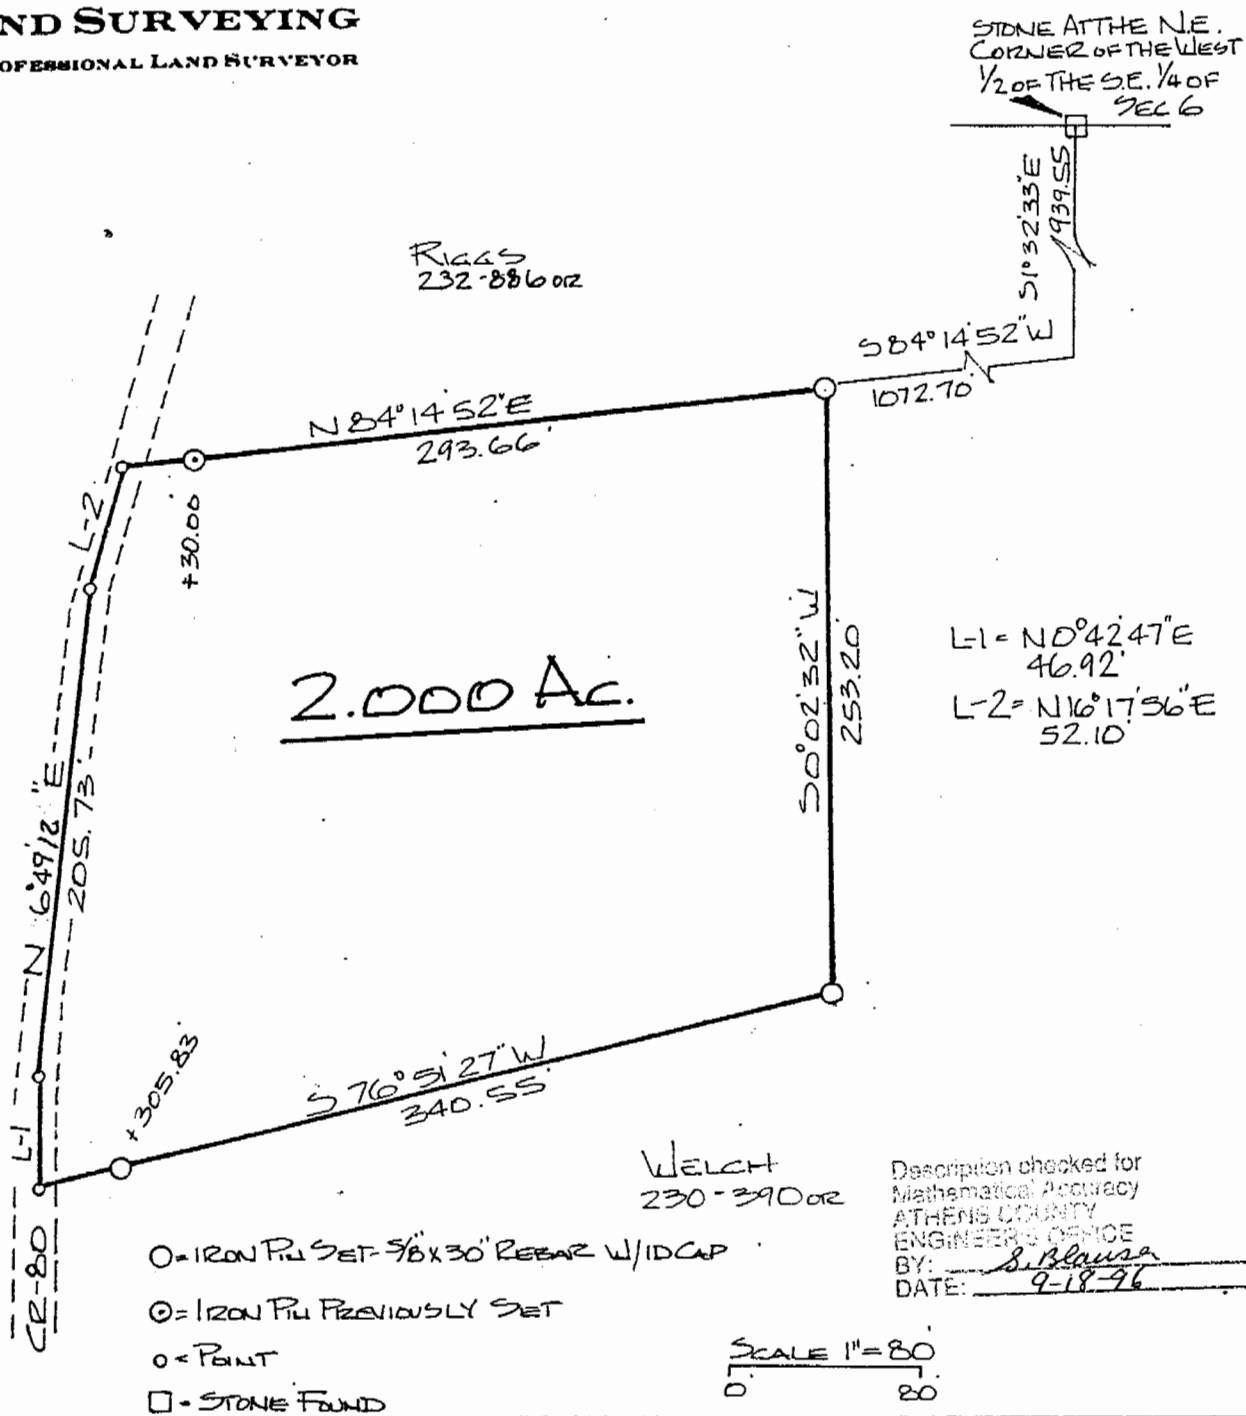 ND SURVEYING
OFESSIONAL LAND SURVEYOR
STONE AT THE N.E.
CORNER OF THE WEST
1/2 OF THE S.E. 1/4 OF
SEC 6
S1°32'33"E
939.55
RIGGS
232-886 OR
S84°14'52"W
1072.70'
N84°14'52"E
293.66'
+30.00
L-2
2.000 AC.
S0°02'32"W
253.20'
L-1 = N0°42'47"E
46.92'
L-2 = N16°17'56"E
52.10'
N 6°49'12"E
205.73'
L-1
+305.83'
S76°51'27"W
340.55'
CR-80
WELCH
230-390 OR
Description checked for
Mathematical Accuracy
ATHENS COUNTY
ENGINEER'S OFFICE
BY: S. Blauser
DATE: 9-18-96
O = IRON PIN SET - 5/8" X 30" REBAR W/ID CAP
⊙ = IRON PIN PREVIOUSLY SET
o = POINT
□ - STONE FOUND
SCALE 1" = 80'
0' 80'